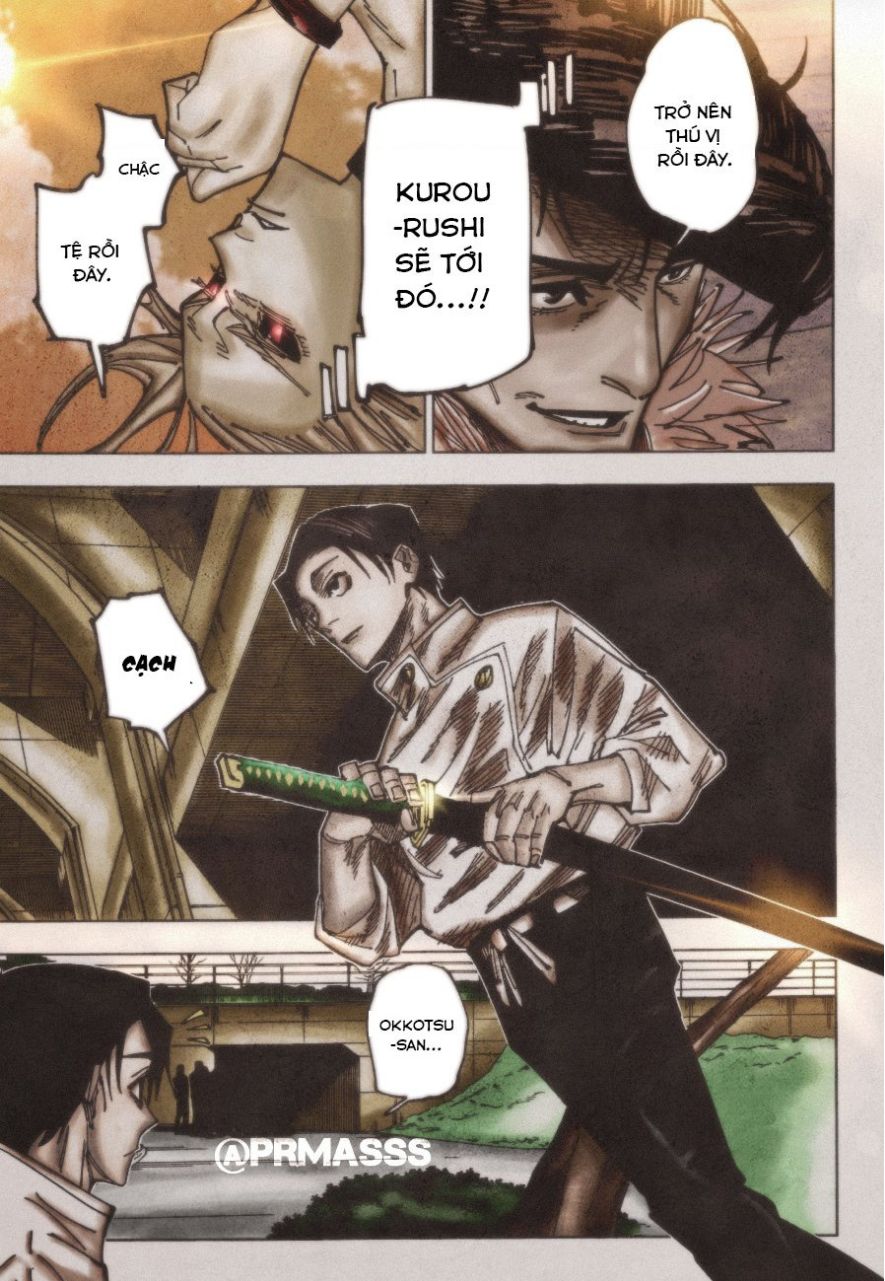 TRỞ NÊN
THÚ VỊ
RỒI ĐÂY.
KUROU
-RUSHI
SẼ TỚI
ĐÓ...!!
CHẬC
TỆ RỒI
ĐÂY.
CẠCH
OKKOTSU
-SAN...
@PRMASSS